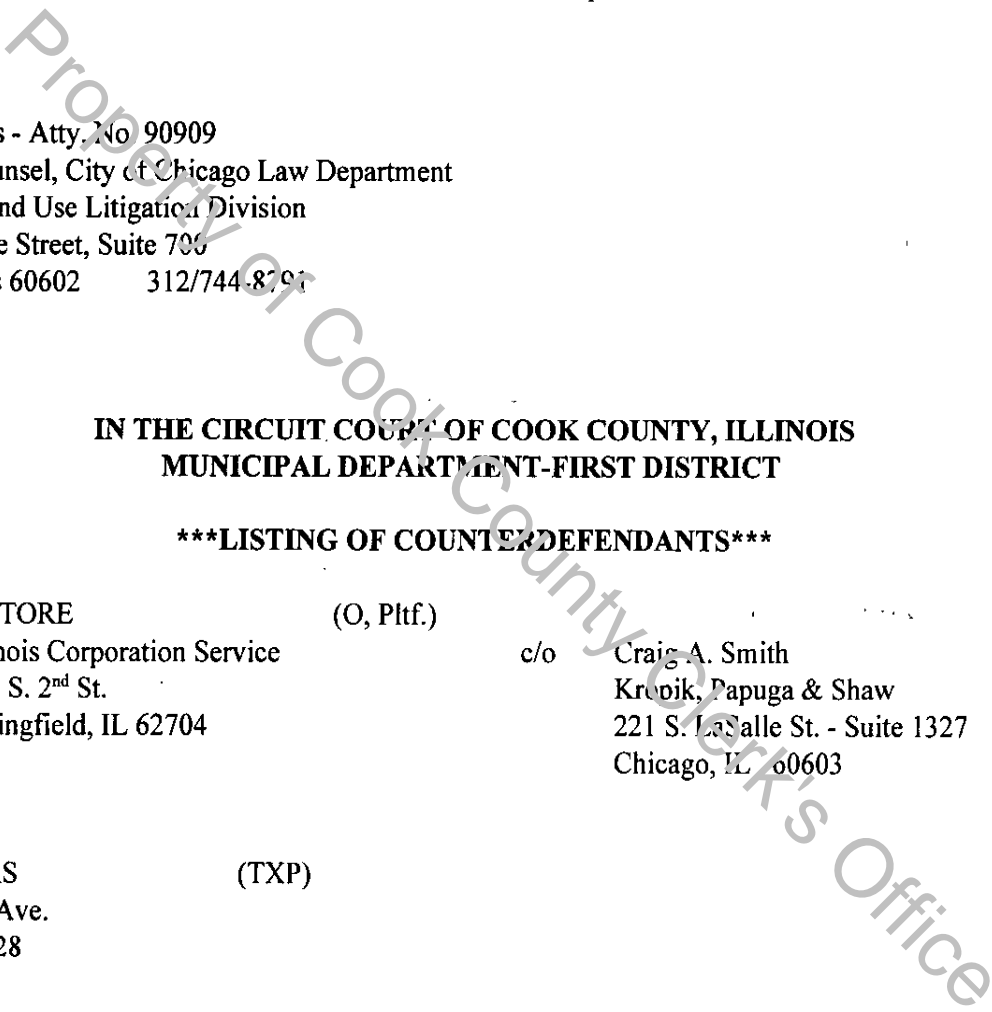 s - Atty. No 90909
unsel, City of Chicago Law Department
nd Use Litigation Division
e Street, Suite 700
s 60602 312/744-8791
IN THE CIRCUIT COURT OF COOK COUNTY, ILLINOIS
MUNICIPAL DEPARTMENT-FIRST DISTRICT
***LISTING OF COUNTERDEFENDANTS***
TORE (O, Pltf.)
nois Corporation Service c/o Craig A. Smith
S. 2nd St. Kropik, Papuga & Shaw
ingfield, IL 62704 221 S. LaSalle St. - Suite 1327
Chicago, IL 60603
AS (TXP)
Ave.
28
Property of Cook County Clerk's Office